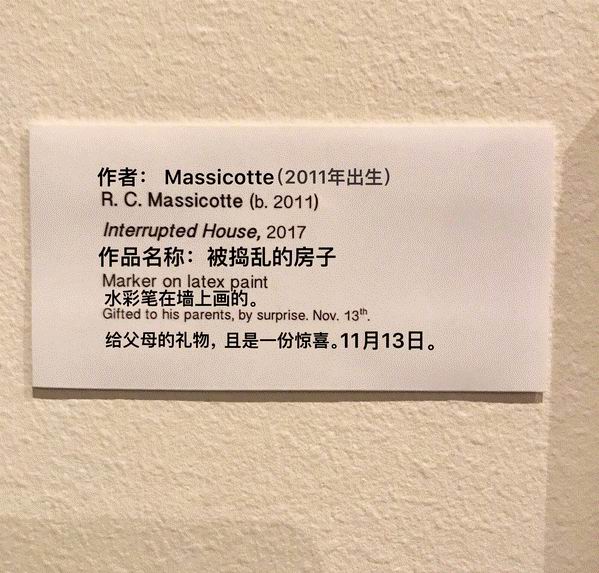 作者： Massicotte（2011年出生）
R. C. Massicotte (b. 2011)
Interrupted House, 2017
作品名称：被捣乱的房子
Marker on latex paint
水彩笔在墙上画的。
Gifted to his parents, by surprise. Nov. 13th.
给父母的礼物，且是一份惊喜。11月13日。